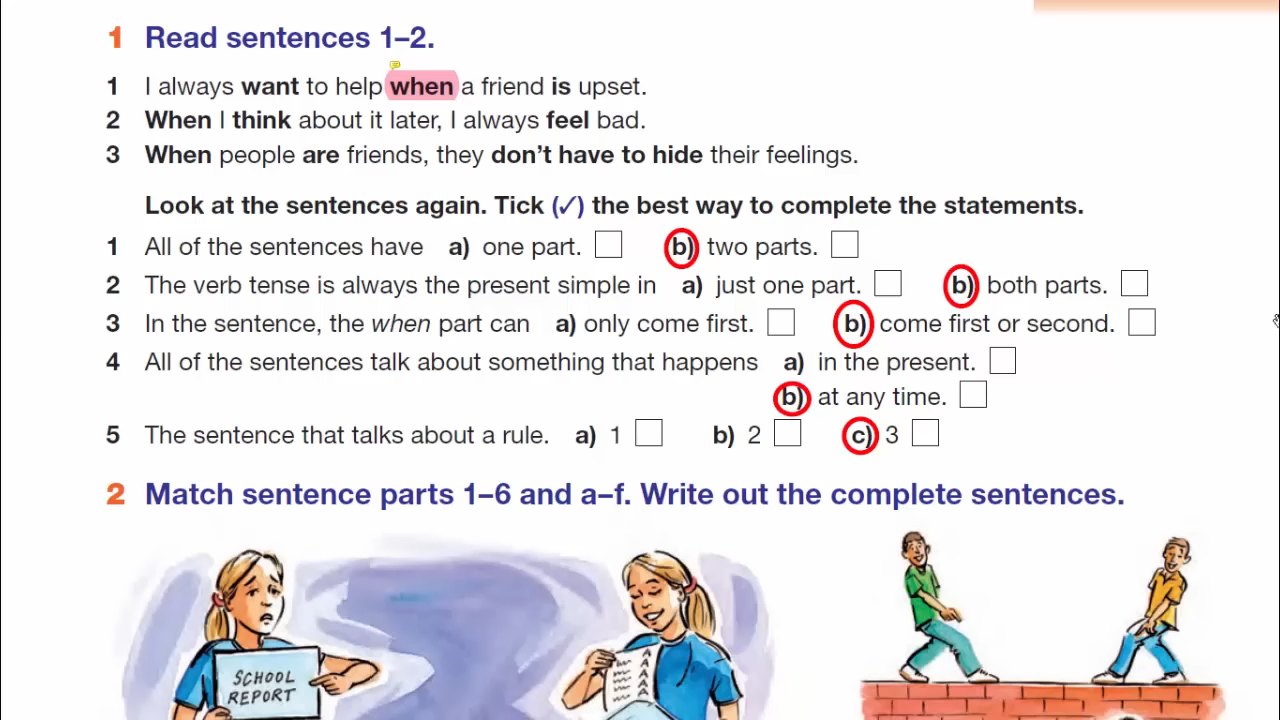 1 Read sentences 1–2.
1 I always want to help when a friend is upset.
2 When I think about it later, I always feel bad.
3 When people are friends, they don't have to hide their feelings.
Look at the sentences again. Tick (✓) the best way to complete the statements.
1 All of the sentences have a) one part. b) two parts.
2 The verb tense is always the present simple in a) just one part. b) both parts.
3 In the sentence, the when part can a) only come first. b) come first or second.
4 All of the sentences talk about something that happens a) in the present.
b) at any time.
5 The sentence that talks about a rule. a) 1 b) 2 c) 3
2 Match sentence parts 1–6 and a–f. Write out the complete sentences.
SCHOOL
REPORT
A
A
A
A
A